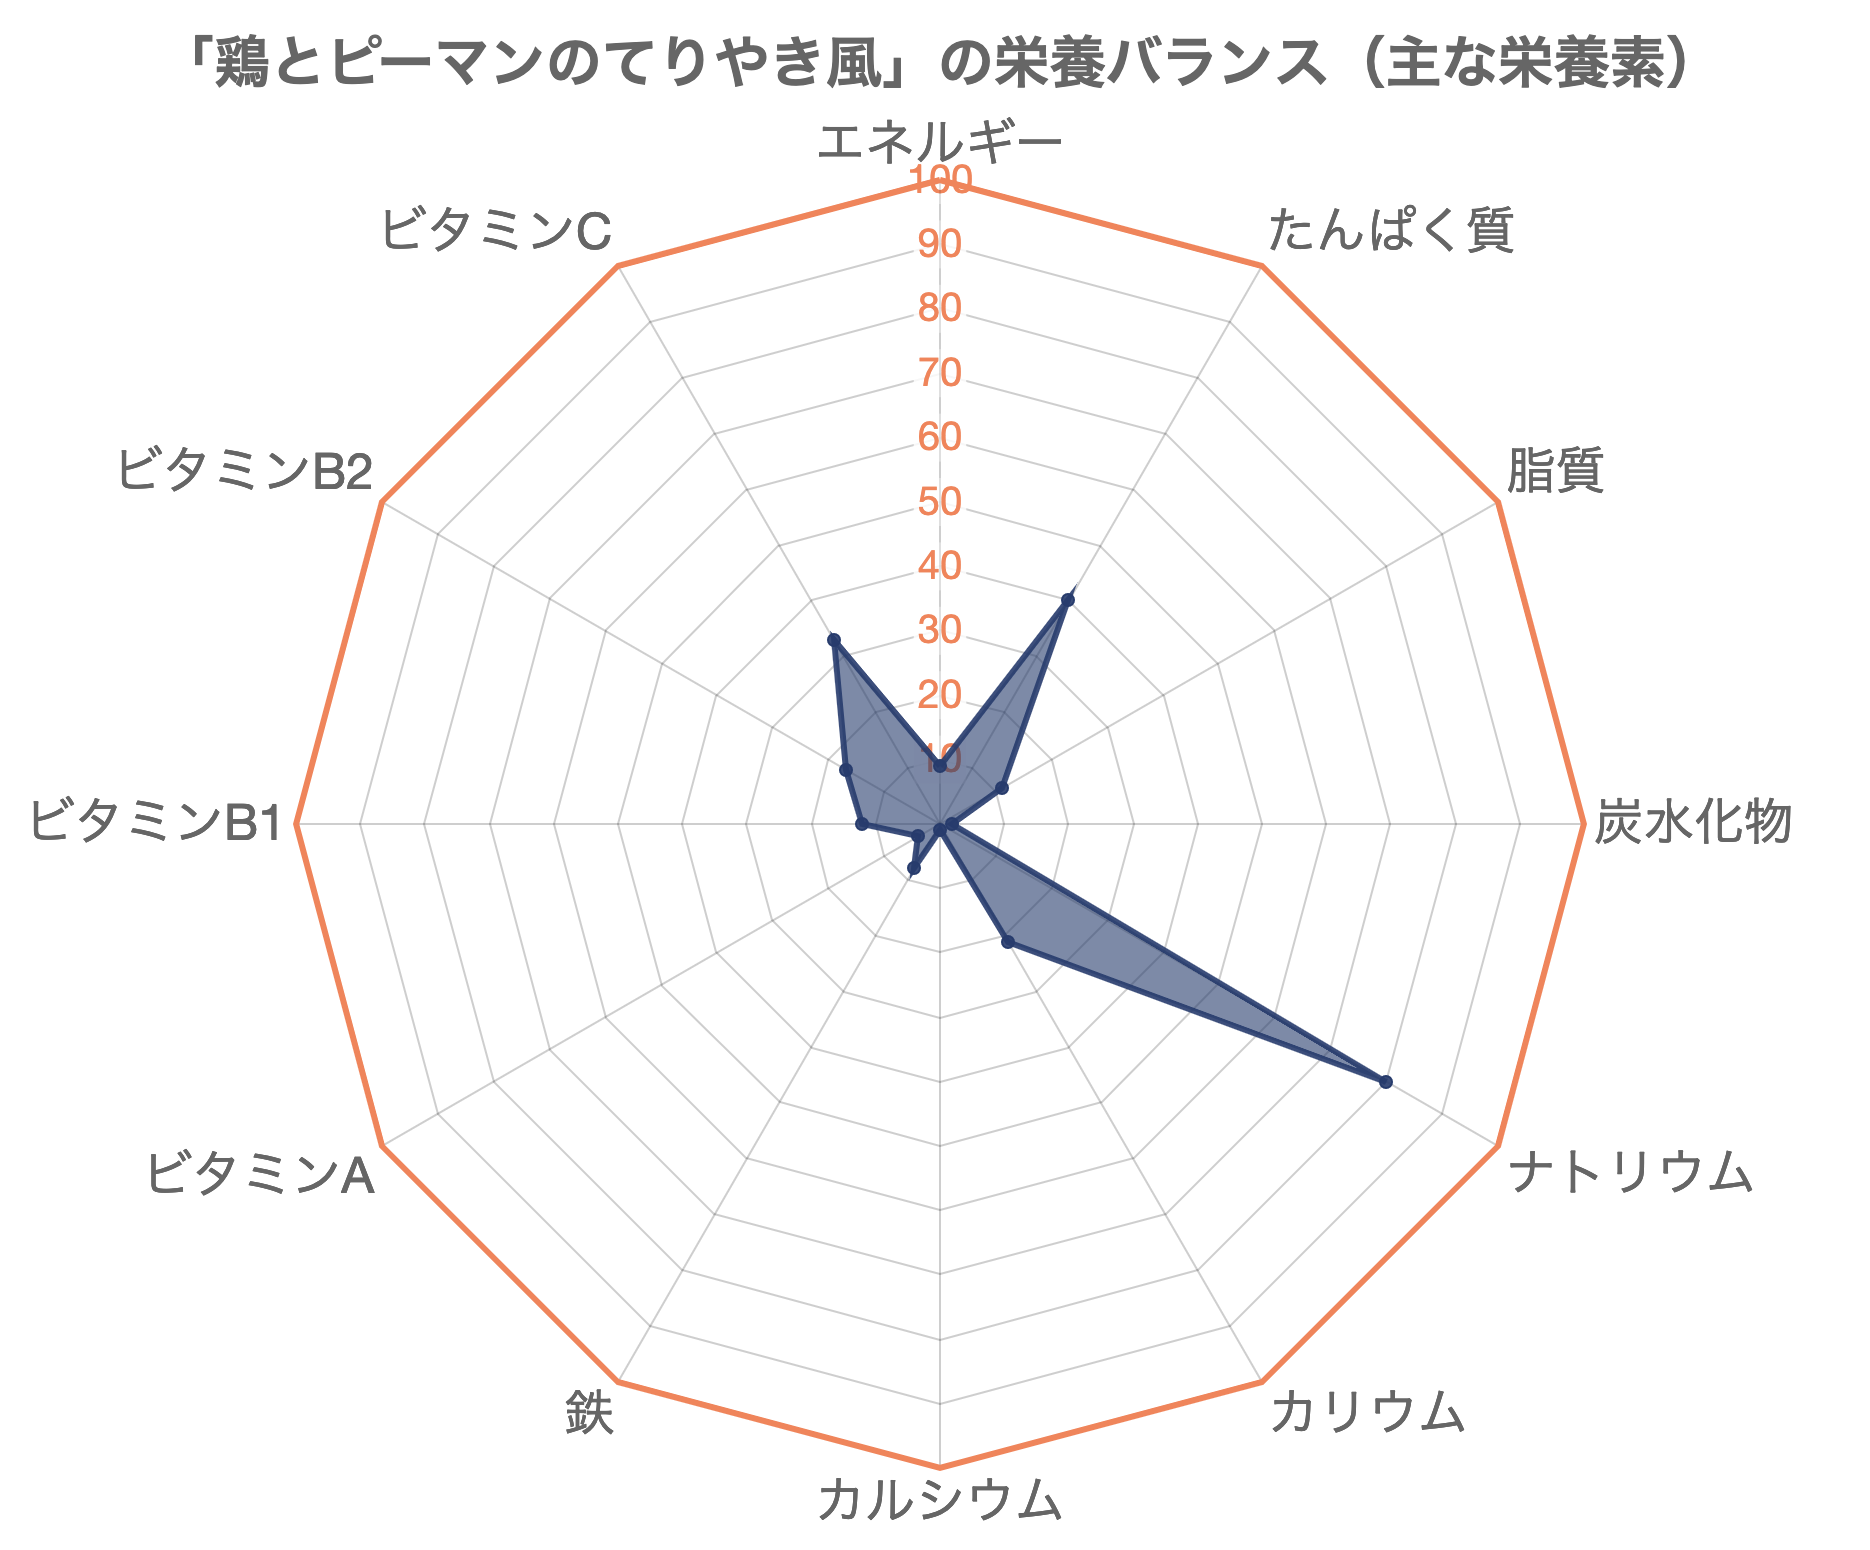 「鶏とピーマンのてりやき風」の栄養バランス（主な栄養素）
エネルギー
たんぱく質
脂質
炭水化物
ナトリウム
カリウム
カルシウム
鉄
ビタミンA
ビタミンB1
ビタミンB2
ビタミンC
100
90
80
70
60
50
40
30
20
10